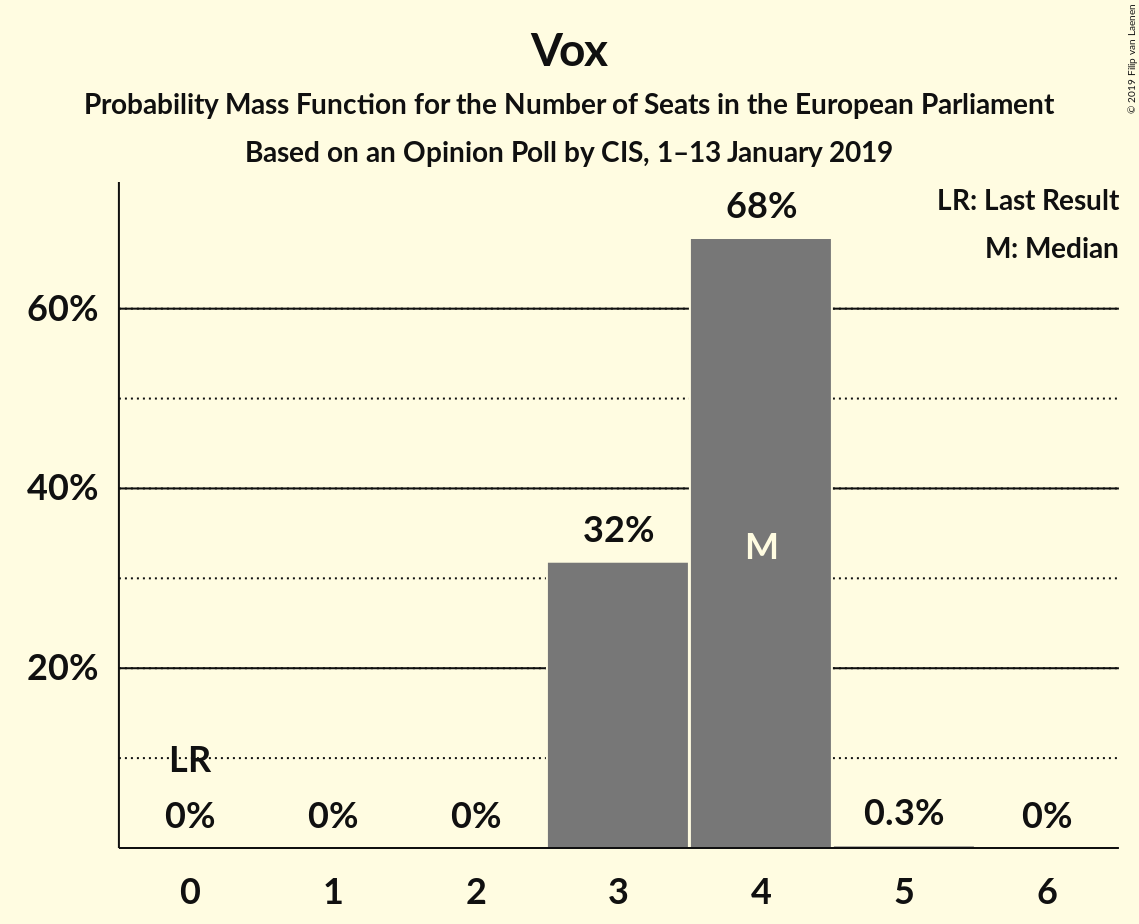 Vox
Probability Mass Function for the Number of Seats in the European Parliament
Based on an Opinion Poll by CIS, 1–13 January 2019
© 2019 Filip van Laenen
LR: Last Result
M: Median
68%
60%
40%
32%
M
20%
LR
0%
0%
0%
0.3%
0%
0
1
2
3
4
5
6